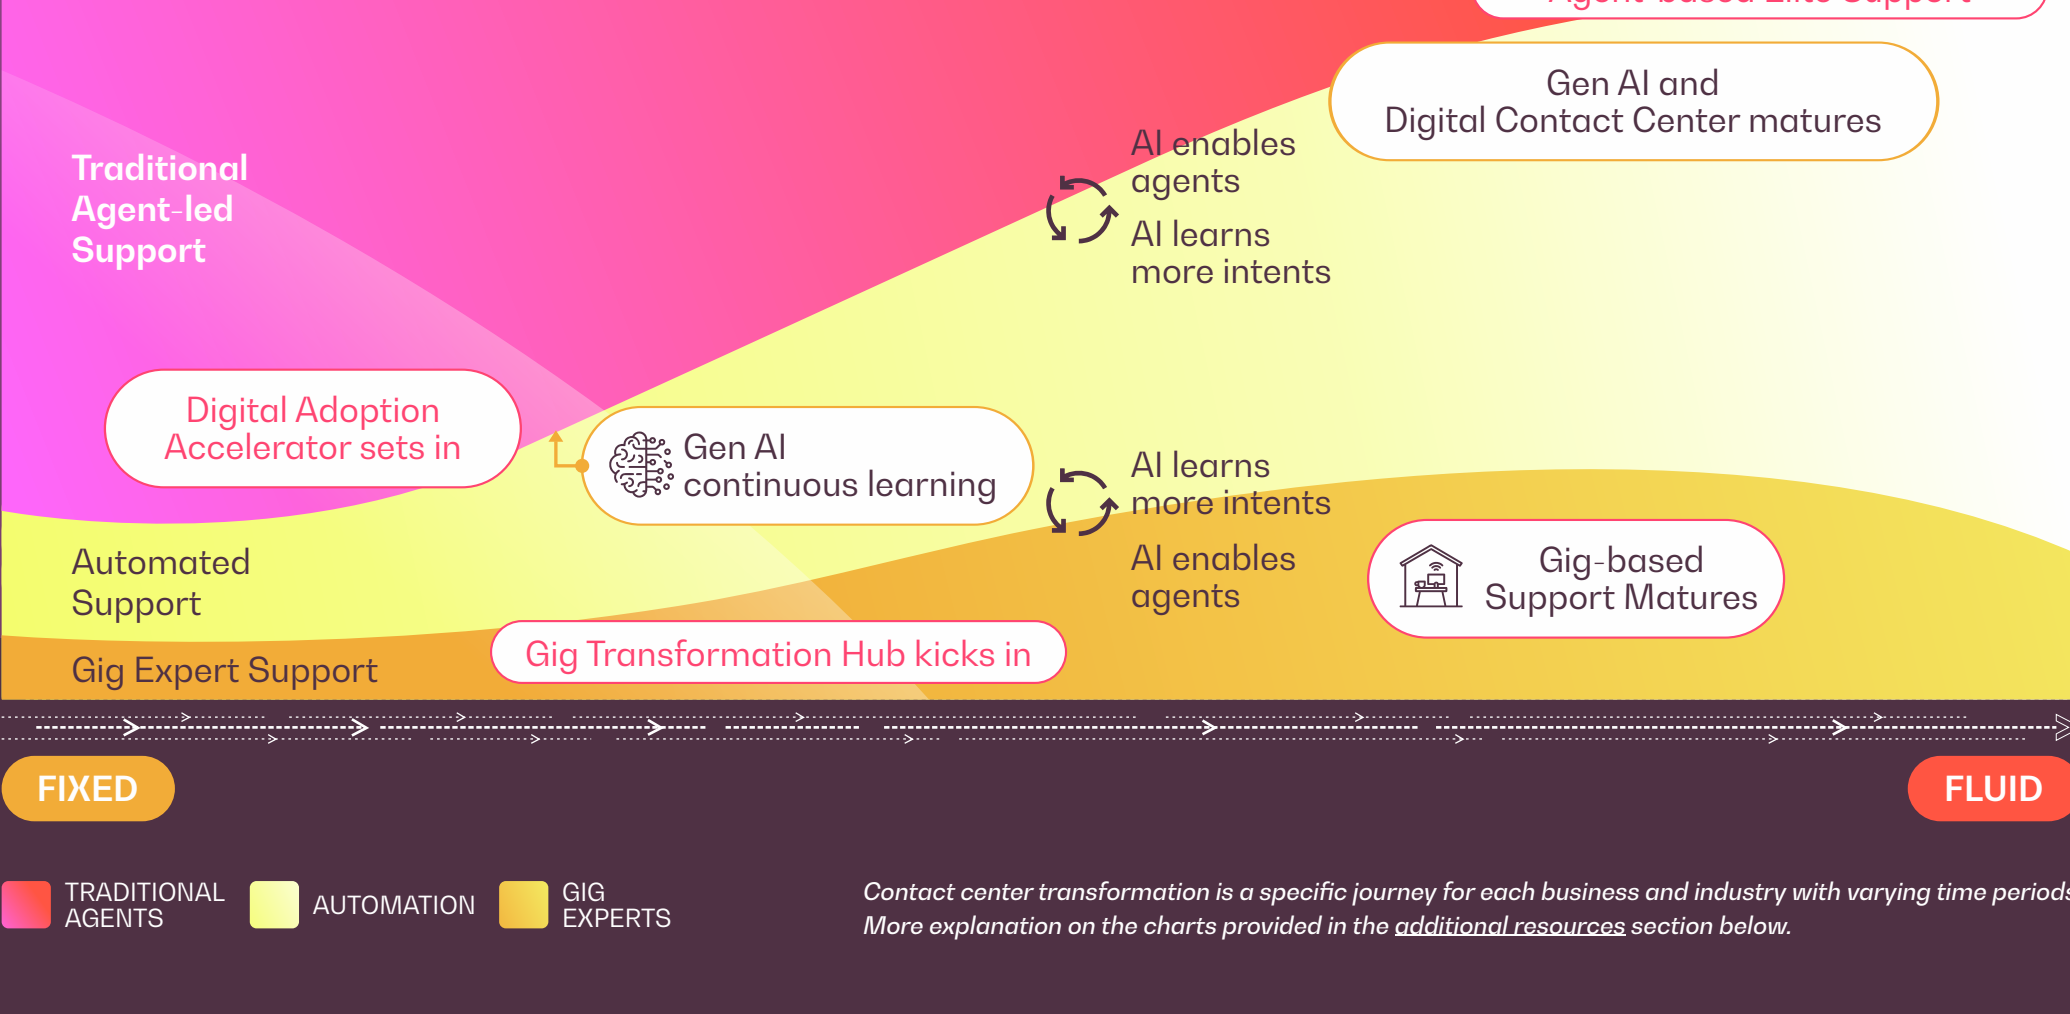 Agent-based Elite Support
Gen AI and
Digital Contact Center matures
AI enables
agents
AI learns
more intents
Traditional
Agent-led
Support
Digital Adoption
Accelerator sets in
Gen AI
continuous learning
AI learns
more intents
AI enables
agents
Gig-based
Support Matures
Automated
Support
Gig Transformation Hub kicks in
Gig Expert Support
FIXED
FLUID
TRADITIONAL
AGENTS
AUTOMATION
GIG
EXPERTS
Contact center transformation is a specific journey for each business and industry with varying time periods
More explanation on the charts provided in the additional resources section below.